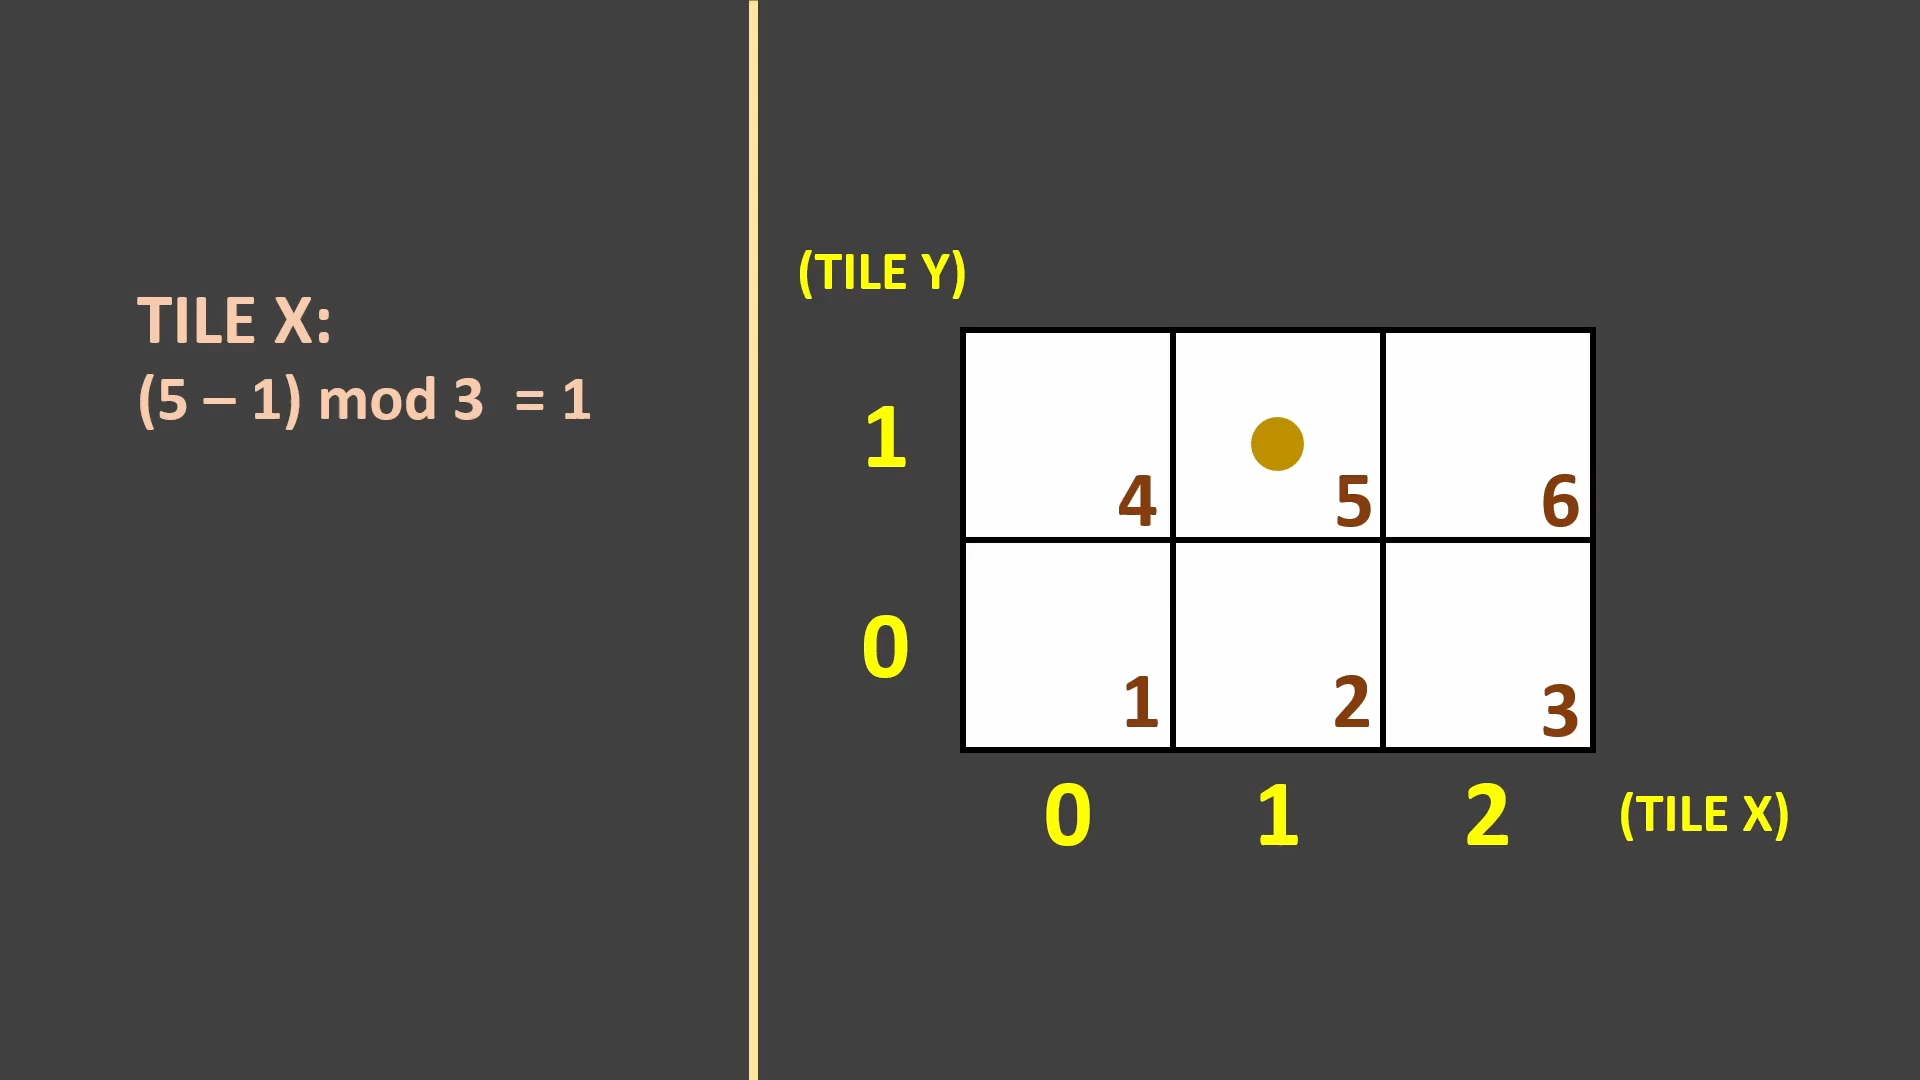 TILE X:
(5 – 1) mod 3 = 1
(TILE Y)
1
4 5 6
0
1 2 3
0 1 2 (TILE X)